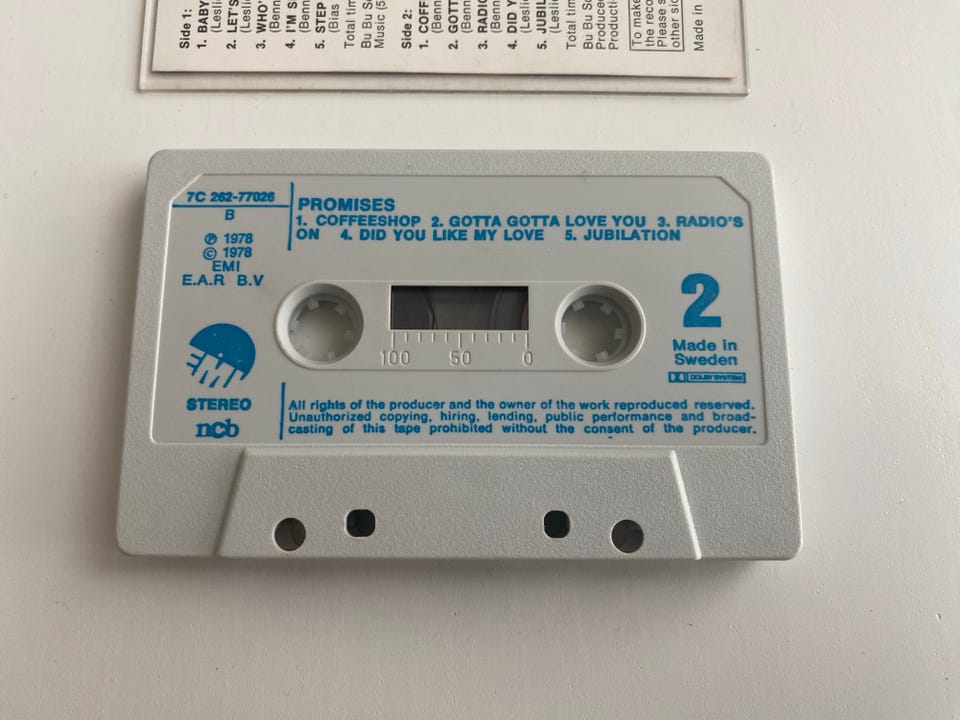 Side 1:
1. BABY
2. LET'S
3. WHO'
4. I'M S
5. STEP
(Bias
Total time
Bu Bu So
Music (5
Side 2:
1. COFF
(Benn
2. GOTT
(Benn
3. RADIO
(Benn
4. DID Y
(Leslie
5. JUBIL
(Leslie
Total time
Bu Bu So
Produced
Producti
To make
the reco
Please s
other sid
Made in
7C 262-77026
B
℗ 1978
© 1978
EMI
E.A.R B.V
PROMISES
1. COFFEESHOP 2. GOTTA GOTTA LOVE YOU 3. RADIO'S
ON 4. DID YOU LIKE MY LOVE 5. JUBILATION
100 50 0
2
Made in
Sweden
DOLBY SYSTEM
EMI
STEREO
ncb
All rights of the producer and the owner of the work reproduced reserved.
Unauthorized copying, hiring, lending, public performance and broad-
casting of this tape prohibited without the consent of the producer.